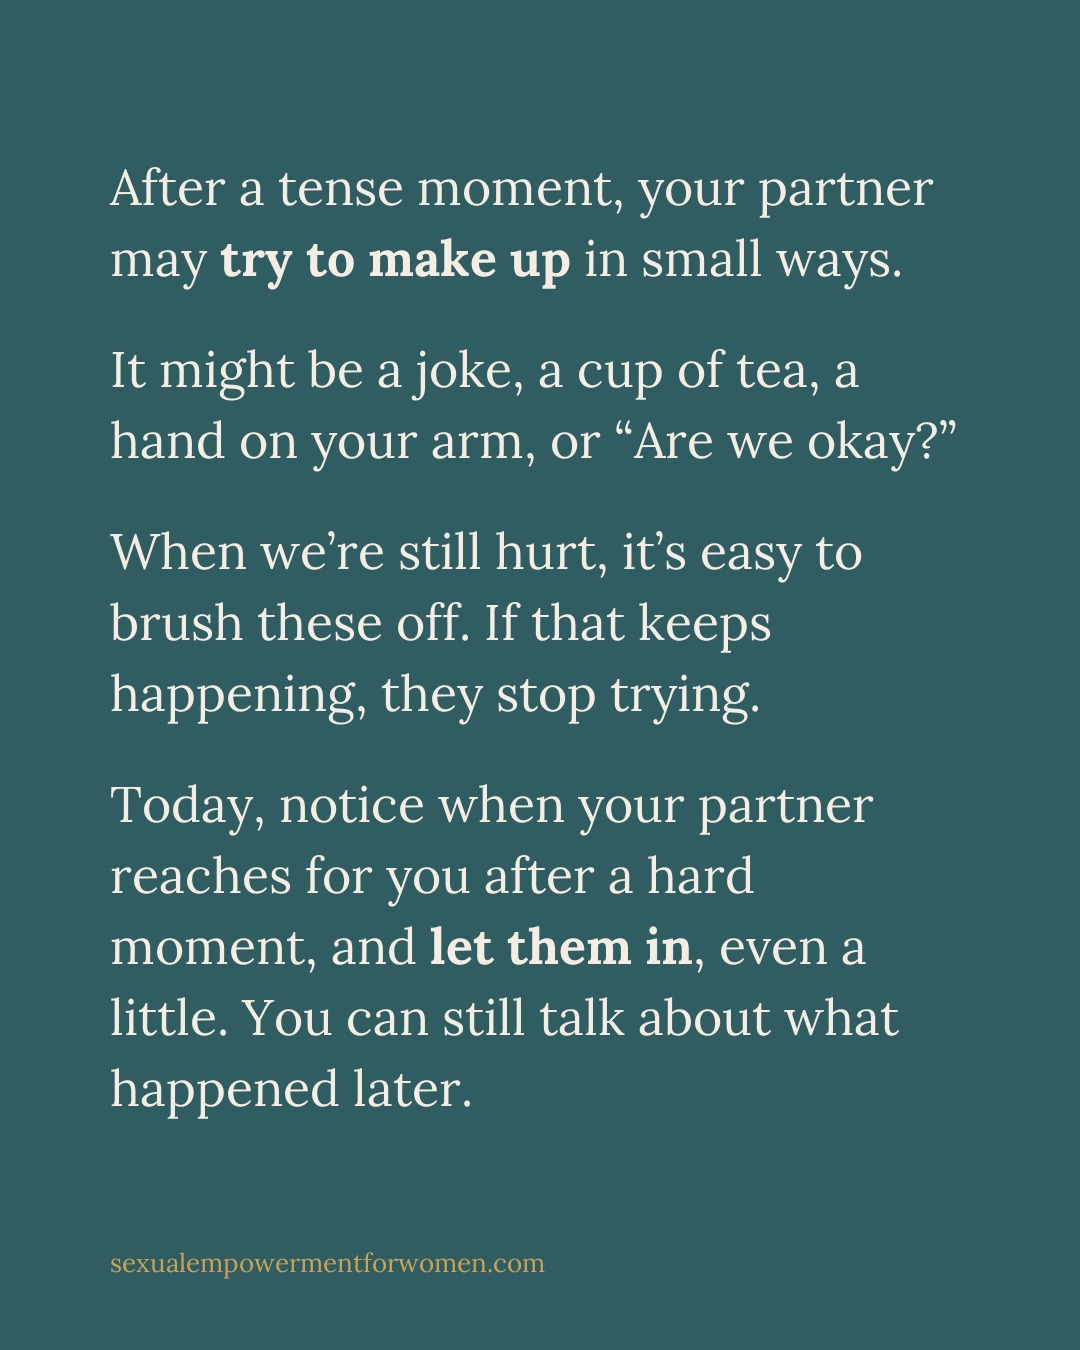 After a tense moment, your partner
may try to make up in small ways.
It might be a joke, a cup of tea, a
hand on your arm, or “Are we okay?”
When we’re still hurt, it’s easy to
brush these off. If that keeps
happening, they stop trying.
Today, notice when your partner
reaches for you after a hard
moment, and let them in, even a
little. You can still talk about what
happened later.
sexualempowermentforwomen.com